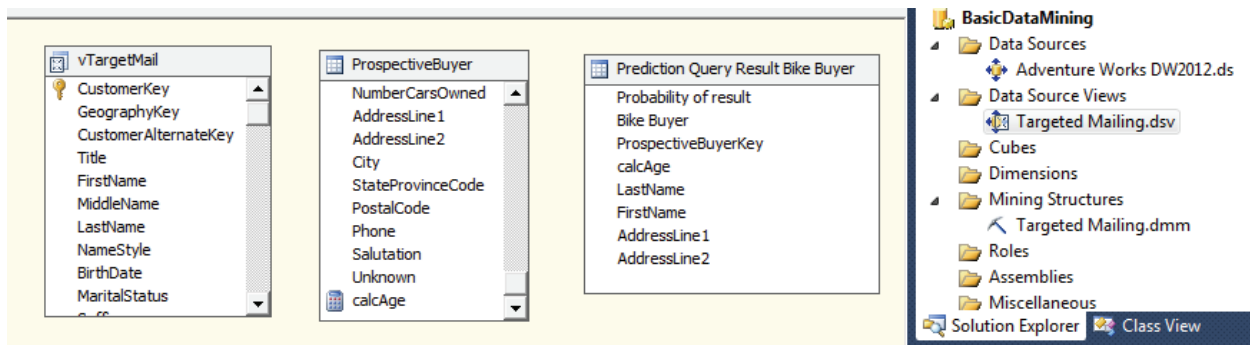 vTargetMail
CustomerKey
GeographyKey
CustomerAlternateKey
Title
FirstName
MiddleName
LastName
NameStyle
BirthDate
MaritalStatus
ProspectiveBuyer
NumberCarsOwned
AddressLine1
AddressLine2
City
StateProvinceCode
PostalCode
Phone
Salutation
Unknown
calcAge
Prediction Query Result Bike Buyer
Probability of result
Bike Buyer
ProspectiveBuyerKey
calcAge
LastName
FirstName
AddressLine1
AddressLine2
BasicDataMining
Data Sources
Adventure Works DW2012.ds
Data Source Views
Targeted Mailing.dsv
Cubes
Dimensions
Mining Structures
Targeted Mailing.dmm
Roles
Assemblies
Miscellaneous
Solution Explorer
Class View